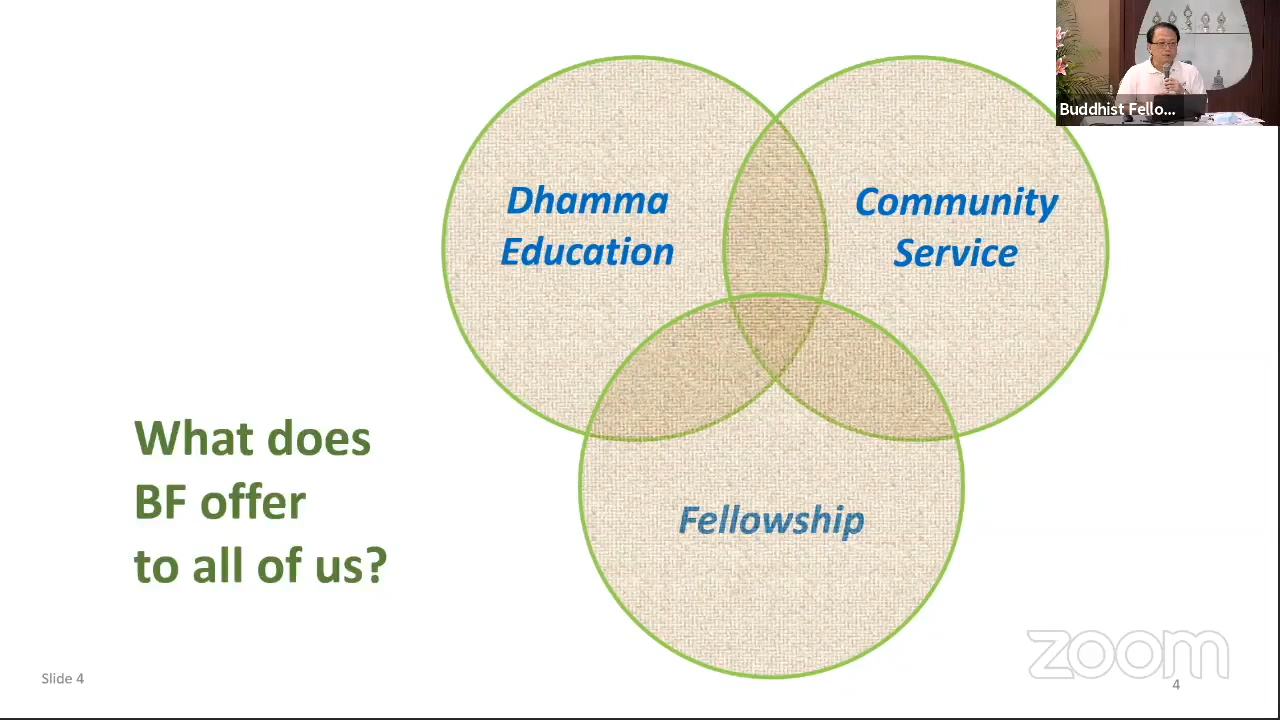 Buddhist Fello...
Dhamma
Education
Community
Service
What does
BF offer
to all of us?
Fellowship
Slide 4
zoom
4